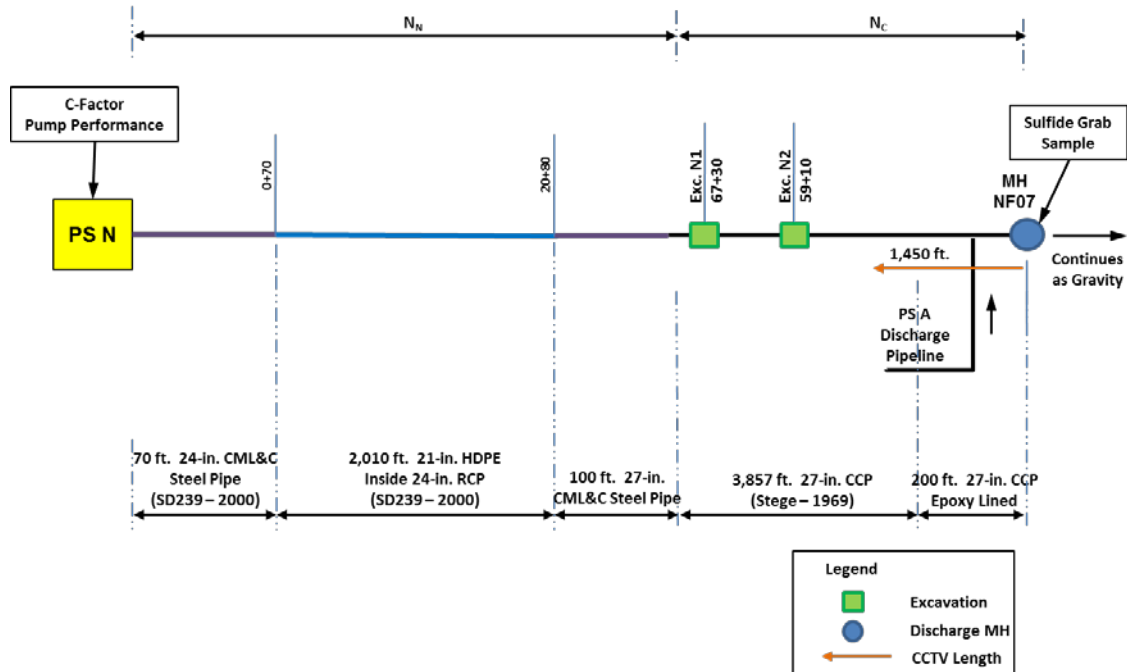 N_N
N_C
C-Factor
Pump Performance
Sulfide Grab
Sample
0+70
20+80
Exc. N1
67+30
Exc. N2
59+10
MH
NF07
PS N
1,450 ft.
Continues
as Gravity
PS A
Discharge
Pipeline
70 ft. 24-in. CML&C
Steel Pipe
(SD239 – 2000)
2,010 ft. 21-in. HDPE
Inside 24-in. RCP
(SD239 – 2000)
100 ft. 27-in.
CML&C Steel Pipe
3,857 ft. 27-in. CCP
(Stege – 1969)
200 ft. 27-in. CCP
Epoxy Lined
Legend
Excavation
Discharge MH
CCTV Length